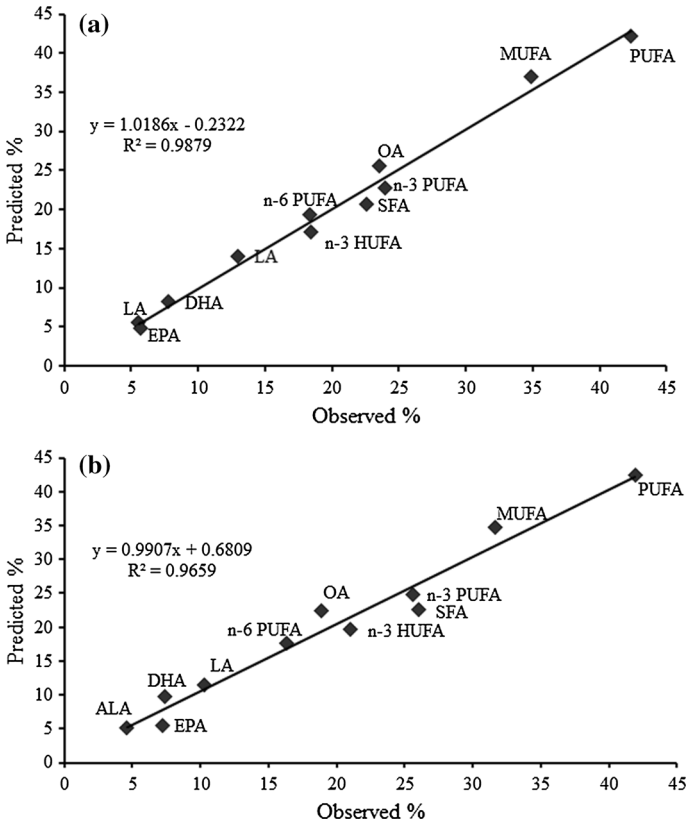 (a)
45
40
35
30
25
20
15
10
5
0
Predicted %
y = 1.0186x - 0.2322
R² = 0.9879
MUFA
PUFA
OA
n-3 PUFA
n-6 PUFA
SFA
n-3 HUFA
LA
DHA
LA
EPA
0 5 10 15 20 25 30 35 40 45
Observed %
(b)
45
40
35
30
25
20
15
10
5
0
Predicted %
y = 0.9907x + 0.6809
R² = 0.9659
MUFA
PUFA
OA
n-3 PUFA
SFA
n-6 PUFA
n-3 HUFA
LA
DHA
ALA
EPA
0 5 10 15 20 25 30 35 40 45
Observed %